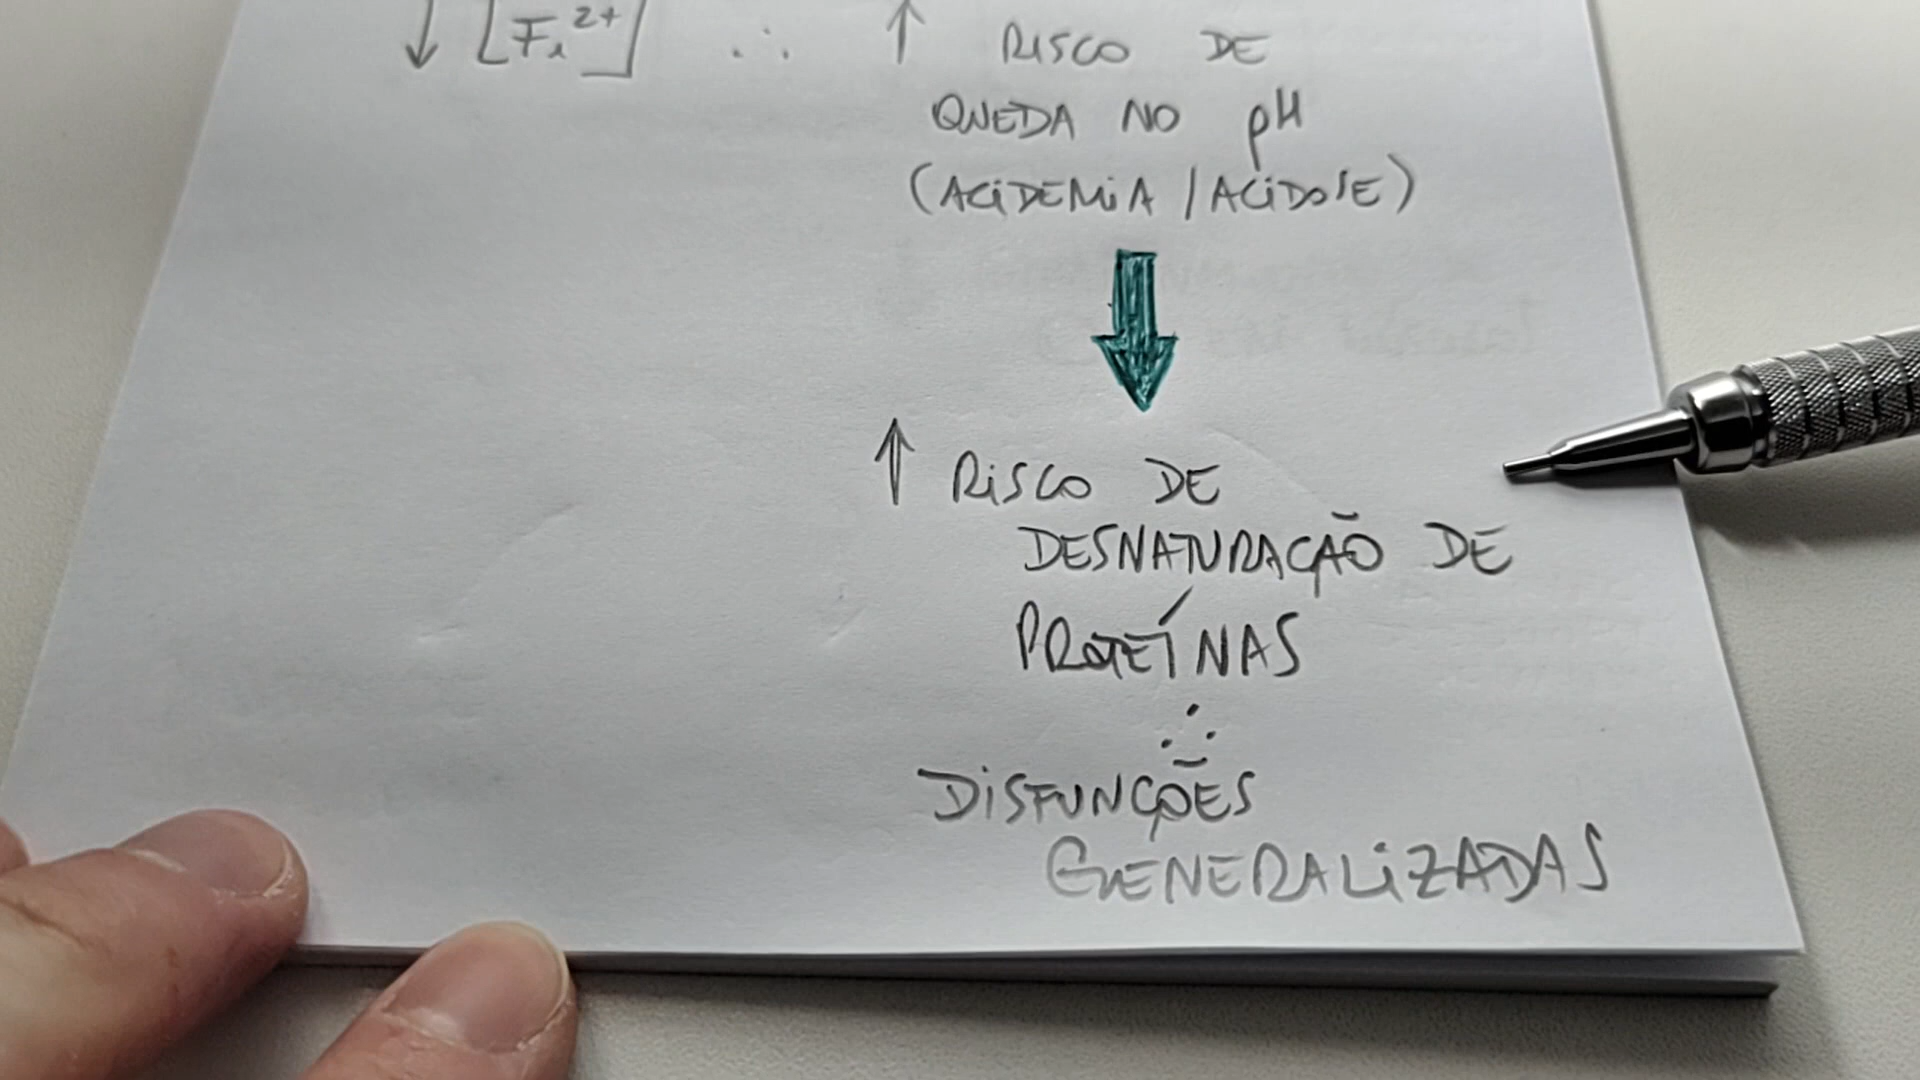 ↓ [Fe²⁺] ∴ ↑ RISCO DE
QUEDA NO pH
(ACIDEMIA / ACIDOSE)
↑ RISCO DE
DESNATURAÇÃO DE
PROTEÍNAS
∴
DISFUNÇÕES
GENERALIZADAS